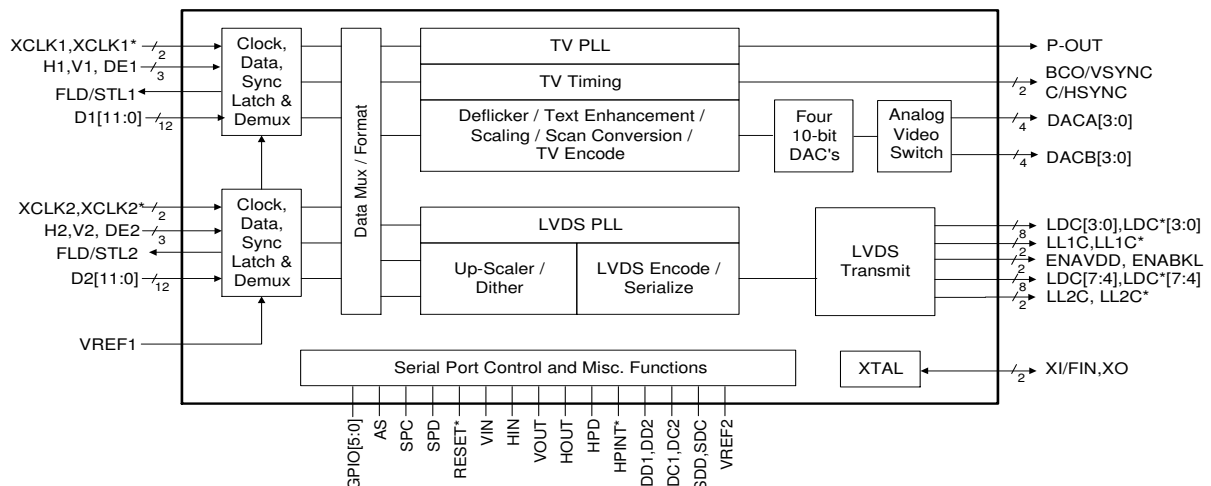 XCLK1,XCLK1*
2
H1,V1, DE1
3
FLD/STL1
D1[11:0]
12
Clock,
Data,
Sync
Latch &
Demux
XCLK2,XCLK2*
2
H2,V2, DE2
3
FLD/STL2
D2[11:0]
12
Clock,
Data,
Sync
Latch &
Demux
VREF1
Data Mux / Format
TV PLL
TV Timing
Deflicker / Text Enhancement /
Scaling / Scan Conversion /
TV Encode
Four
10-bit
DAC's
Analog
Video
Switch
P-OUT
2
BCO/VSYNC
C/HSYNC
4
DACA[3:0]
4
DACB[3:0]
LVDS PLL
Up-Scaler /
Dither
LVDS Encode /
Serialize
LVDS
Transmit
LDC[3:0],LDC*[3:0]
8
LL1C,LL1C*
2
ENAVDD, ENABKL
2
LDC[7:4],LDC*[7:4]
8
LL2C, LL2C*
2
Serial Port Control and Misc. Functions
XTAL
2
XI/FIN,XO
GPIO[5:0]
AS
SPC
SPD
RESET*
VIN
HIN
VOUT
HOUT
HPD
HPINT*
DD1,DD2
DC1,DC2
SDD,SDC
VREF2